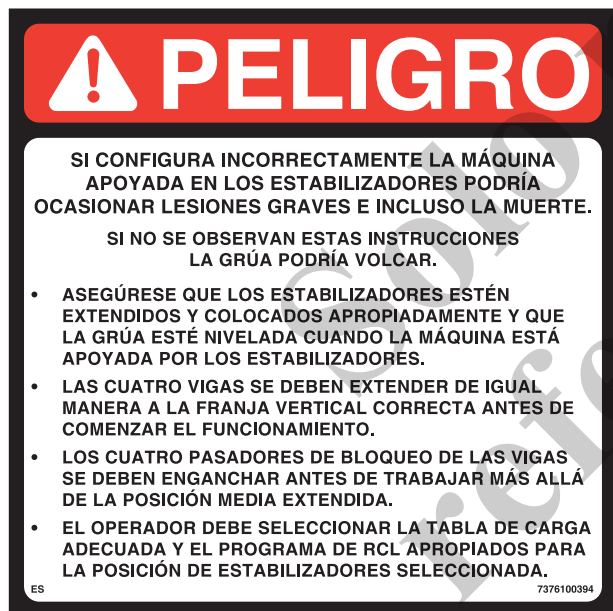 PELIGRO
SI CONFIGURA INCORRECTAMENTE LA MÁQUINA
APOYADA EN LOS ESTABILIZADORES PODRÍA
OCASIONAR LESIONES GRAVES E INCLUSO LA MUERTE.
SI NO SE OBSERVAN ESTAS INSTRUCCIONES
LA GRÚA PODRÍA VOLCAR.
• ASEGÚRESE QUE LOS ESTABILIZADORES ESTÉN
EXTENDIDOS Y COLOCADOS APROPIADAMENTE Y QUE
LA GRÚA ESTÉ NIVELADA CUANDO LA MÁQUINA ESTÁ
APOYADA POR LOS ESTABILIZADORES.
• LAS CUATRO VIGAS SE DEBEN EXTENDER DE IGUAL
MANERA A LA FRANJA VERTICAL CORRECTA ANTES DE
COMENZAR EL FUNCIONAMIENTO.
• LOS CUATRO PASADORES DE BLOQUEO DE LAS VIGAS
SE DEBEN ENGANCHAR ANTES DE TRABAJAR MÁS ALLÁ
DE LA POSICIÓN MEDIA EXTENDIDA.
• EL OPERADOR DEBE SELECCIONAR LA TABLA DE CARGA
ADECUADA Y EL PROGRAMA DE RCL APROPIADOS PARA
LA POSICIÓN DE ESTABILIZADORES SELECCIONADA.
ES 7376100394
Solo